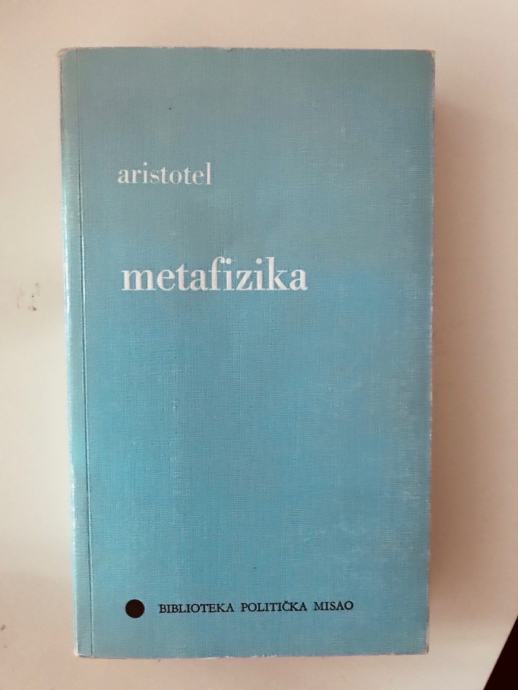 aristotel
metafizika
BIBLIOTEKA POLITIČKA MISAO